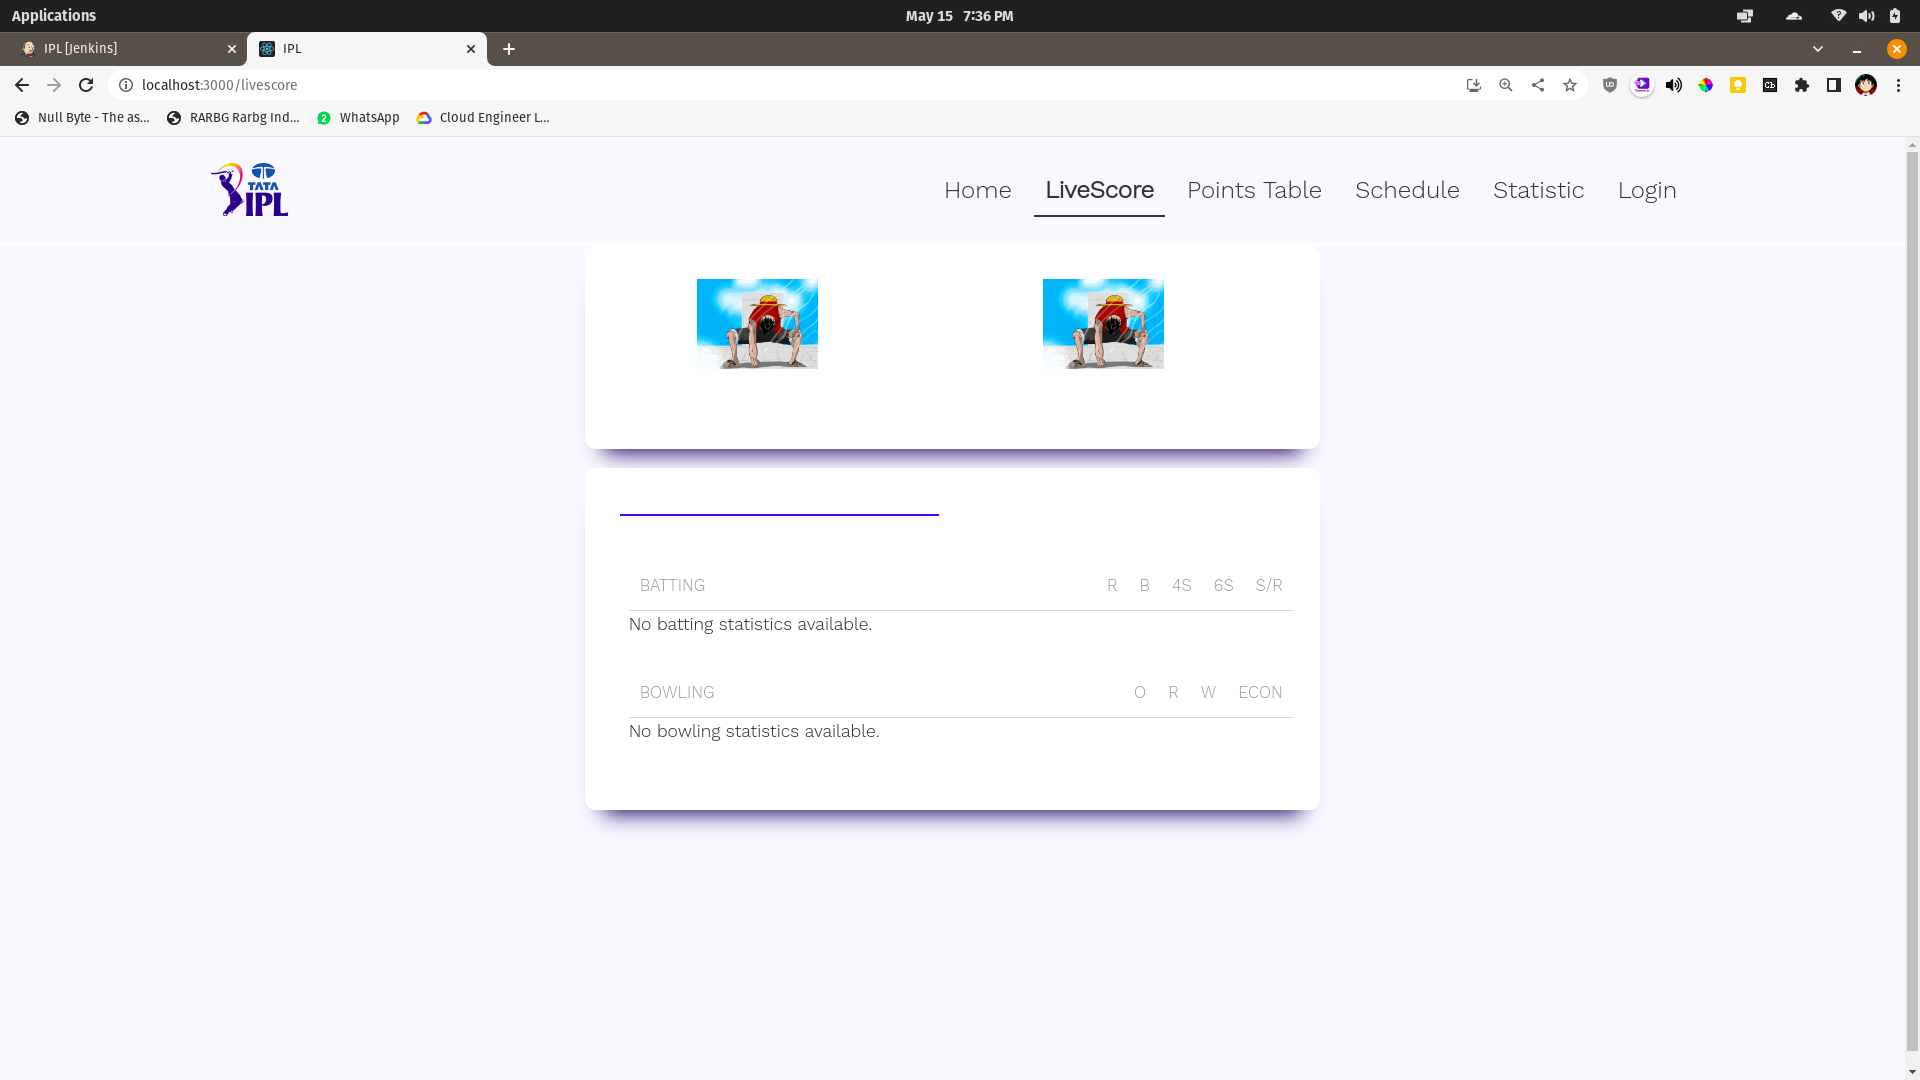 Applications May 15 7:36 PM
IPL [Jenkins] IPL
localhost:3000/livescore
Null Byte - The as... RARBG Rarbg Ind... 2 WhatsApp Cloud Engineer L...
TATA
IPL
Home LiveScore Points Table Schedule Statistic Login
BATTING R B 4S 6S S/R
No batting statistics available.
BOWLING O R W ECON
No bowling statistics available.